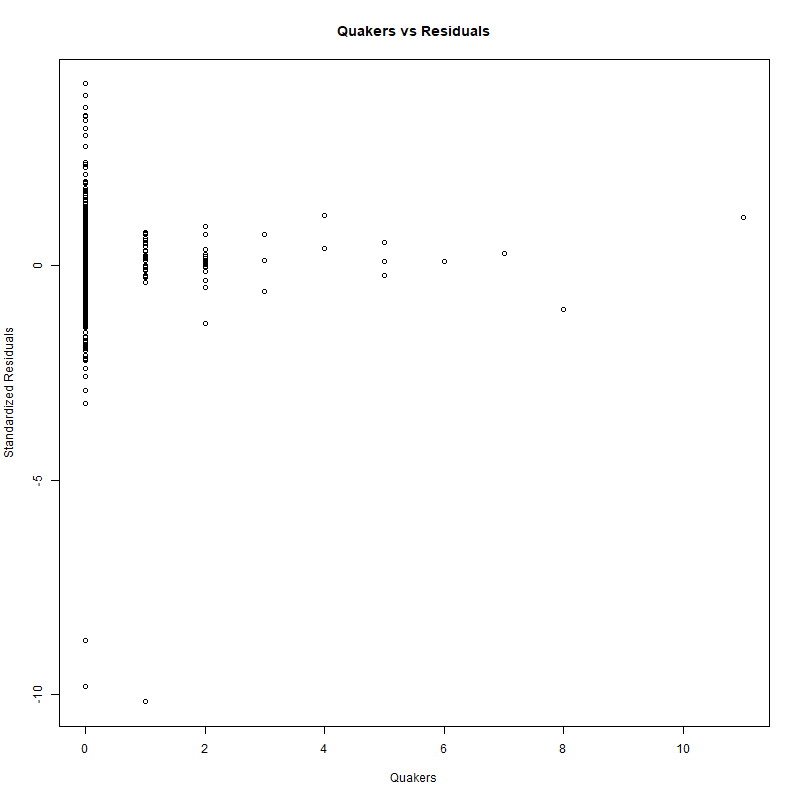 Quakers vs Residuals
Standardized Residuals
0
-5
-10
0 2 4 6 8 10
Quakers